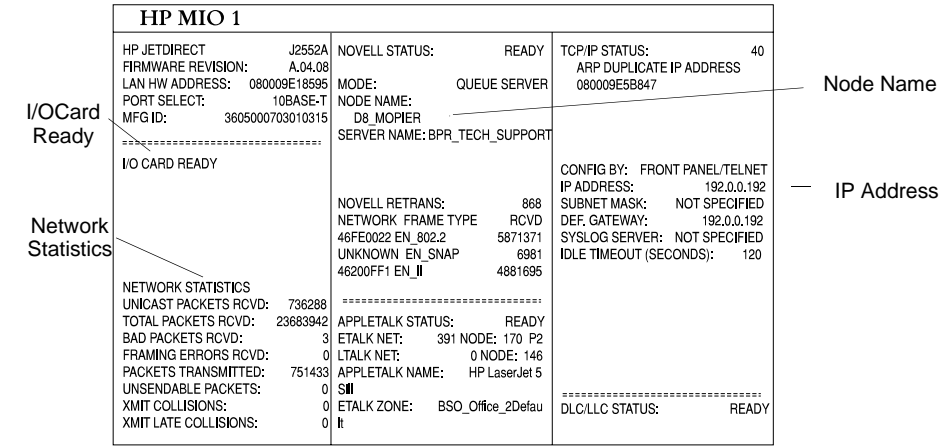 HP MIO 1
HP JETDIRECT J2552A
FIRMWARE REVISION: A.04.08
LAN HW ADDRESS: 080009E18595
PORT SELECT: 10BASE-T
MFG ID: 3605000703010315
==============================
I/O CARD READY
NETWORK STATISTICS
UNICAST PACKETS RCVD: 736288
TOTAL PACKETS RCVD: 23683942
BAD PACKETS RCVD: 3
FRAMING ERRORS RCVD: 0
PACKETS TRANSMITTED: 751433
UNSENDABLE PACKETS: 0
XMIT COLLISIONS: 0
XMIT LATE COLLISIONS: 0
NOVELL STATUS: READY
MODE: QUEUE SERVER
NODE NAME:
D8_MOPIER
SERVER NAME: BPR_TECH_SUPPORT
NOVELL RETRANS: 868
NETWORK FRAME TYPE RCVD
46FE0022 EN_802.2 5871371
UNKNOWN EN_SNAP 6981
46200FF1 EN_II 4881695
==============================
APPLETALK STATUS: READY
ETALK NET: 391 NODE: 170 P2
LTALK NET: 0 NODE: 146
APPLETALK NAME: HP LaserJet 5
SIII
ETALK ZONE: BSO_Office_2Defau
lt
TCP/IP STATUS: 40
ARP DUPLICATE IP ADDRESS
080009E5B847
CONFIG BY: FRONT PANEL/TELNET
IP ADDRESS: 192.0.0.192
SUBNET MASK: NOT SPECIFIED
DEF. GATEWAY: 192.0.0.192
SYSLOG SERVER: NOT SPECIFIED
IDLE TIMEOUT (SECONDS): 120
==============================
DLC/LLC STATUS: READY
I/OCard
Ready
Network
Statistics
Node Name
IP Address